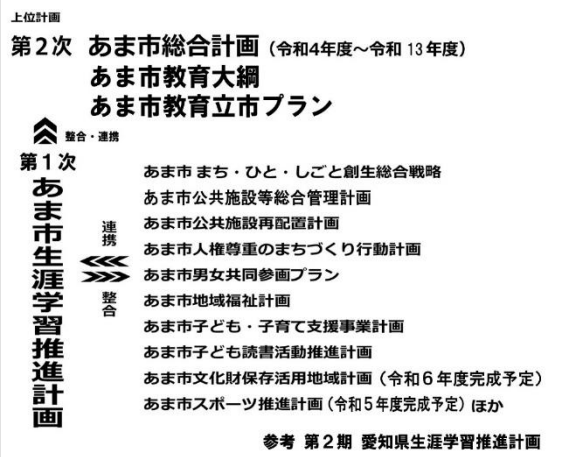 上位計画
第2次 あま市総合計画(令和4年度~令和13年度)
あま市教育大綱
あま市教育立市プラン
整合・連携
第1次
あま市生涯学習推進計画
連携
整合
あま市 まち・ひと・しごと創生総合戦略
あま市公共施設等総合管理計画
あま市公共施設再配置計画
あま市人権尊重のまちづくり行動計画
あま市男女共同参画プラン
あま市地域福祉計画
あま市子ども・子育て支援事業計画
あま市子ども読書活動推進計画
あま市文化財保存活用地域計画(令和6年度完成予定)
あま市スポーツ推進計画(令和5年度完成予定)ほか
参考 第2期 愛知県生涯学習推進計画